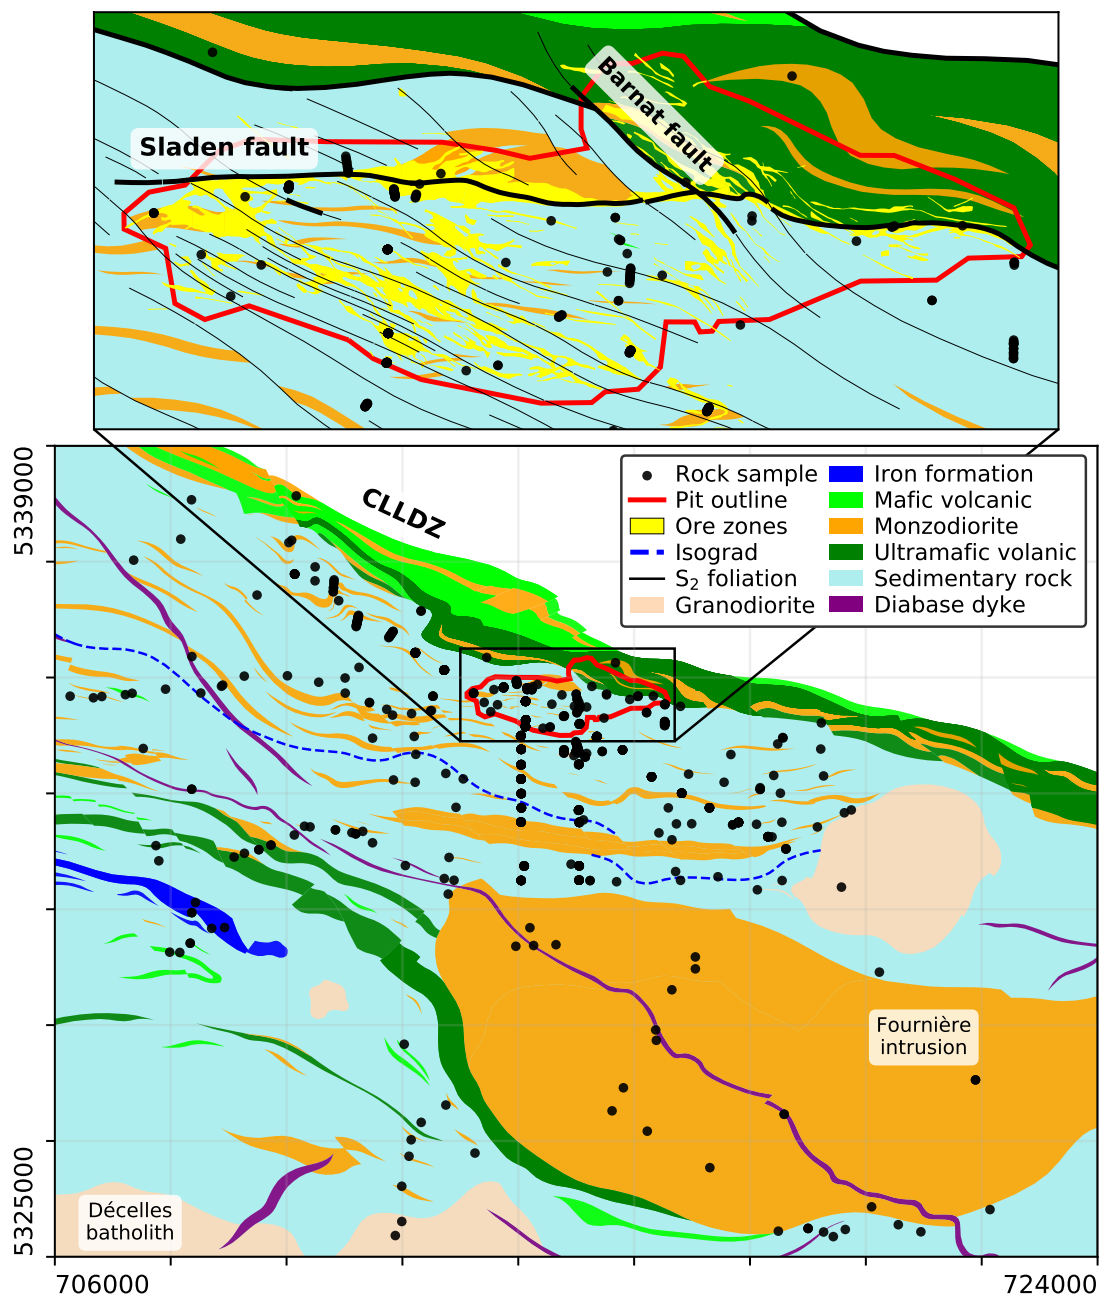 Barnat fault
Sladen fault
5339000
CLLDZ
Rock sample
Pit outline
Ore zones
Isograd
S₂ foliation
Granodiorite
Iron formation
Mafic volcanic
Monzodiorite
Ultramafic volanic
Sedimentary rock
Diabase dyke
Fournière
intrusion
5325000
Décelles
batholith
706000
724000